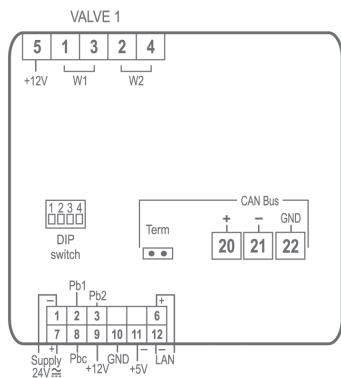 VALVE 1
5 1 3 2 4
+12V W1 W2
1 2 3 4
DIP
switch
Term
CAN Bus
+ – GND
20 21 22
Pb1
Pb2
– +
1 2 3 6
7 8 9 10 11 12
+ – –
Supply Pbc +12V GND +5V LAN
24V